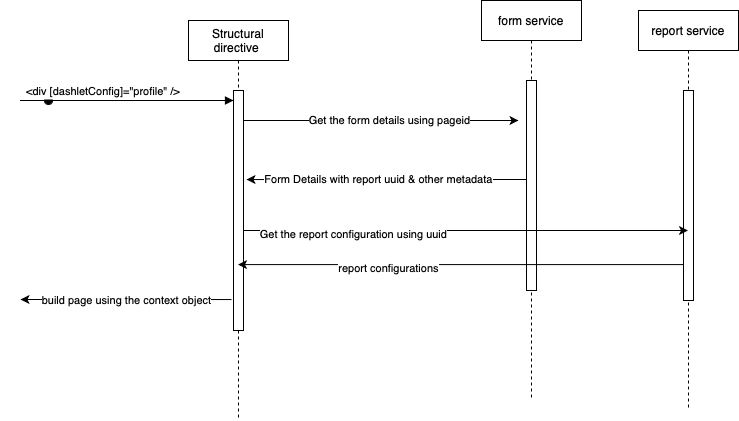 form service
Structural
directive
report service
<div [dashletConfig]="profile" />
Get the form details using pageid
Form Details with report uuid & other metadata
Get the report configuration using uuid
report configurations
build page using the context object